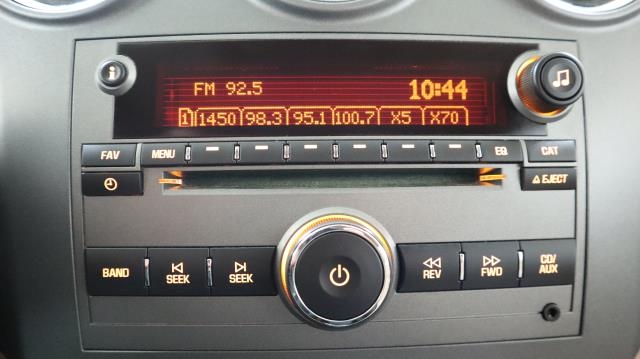 FM 92.5 10:44
1 1450 98.3 95.1 100.7 X5 X70
FAV MENU EQ CAT
EJECT
BAND SEEK SEEK REV FWD CD/
AUX